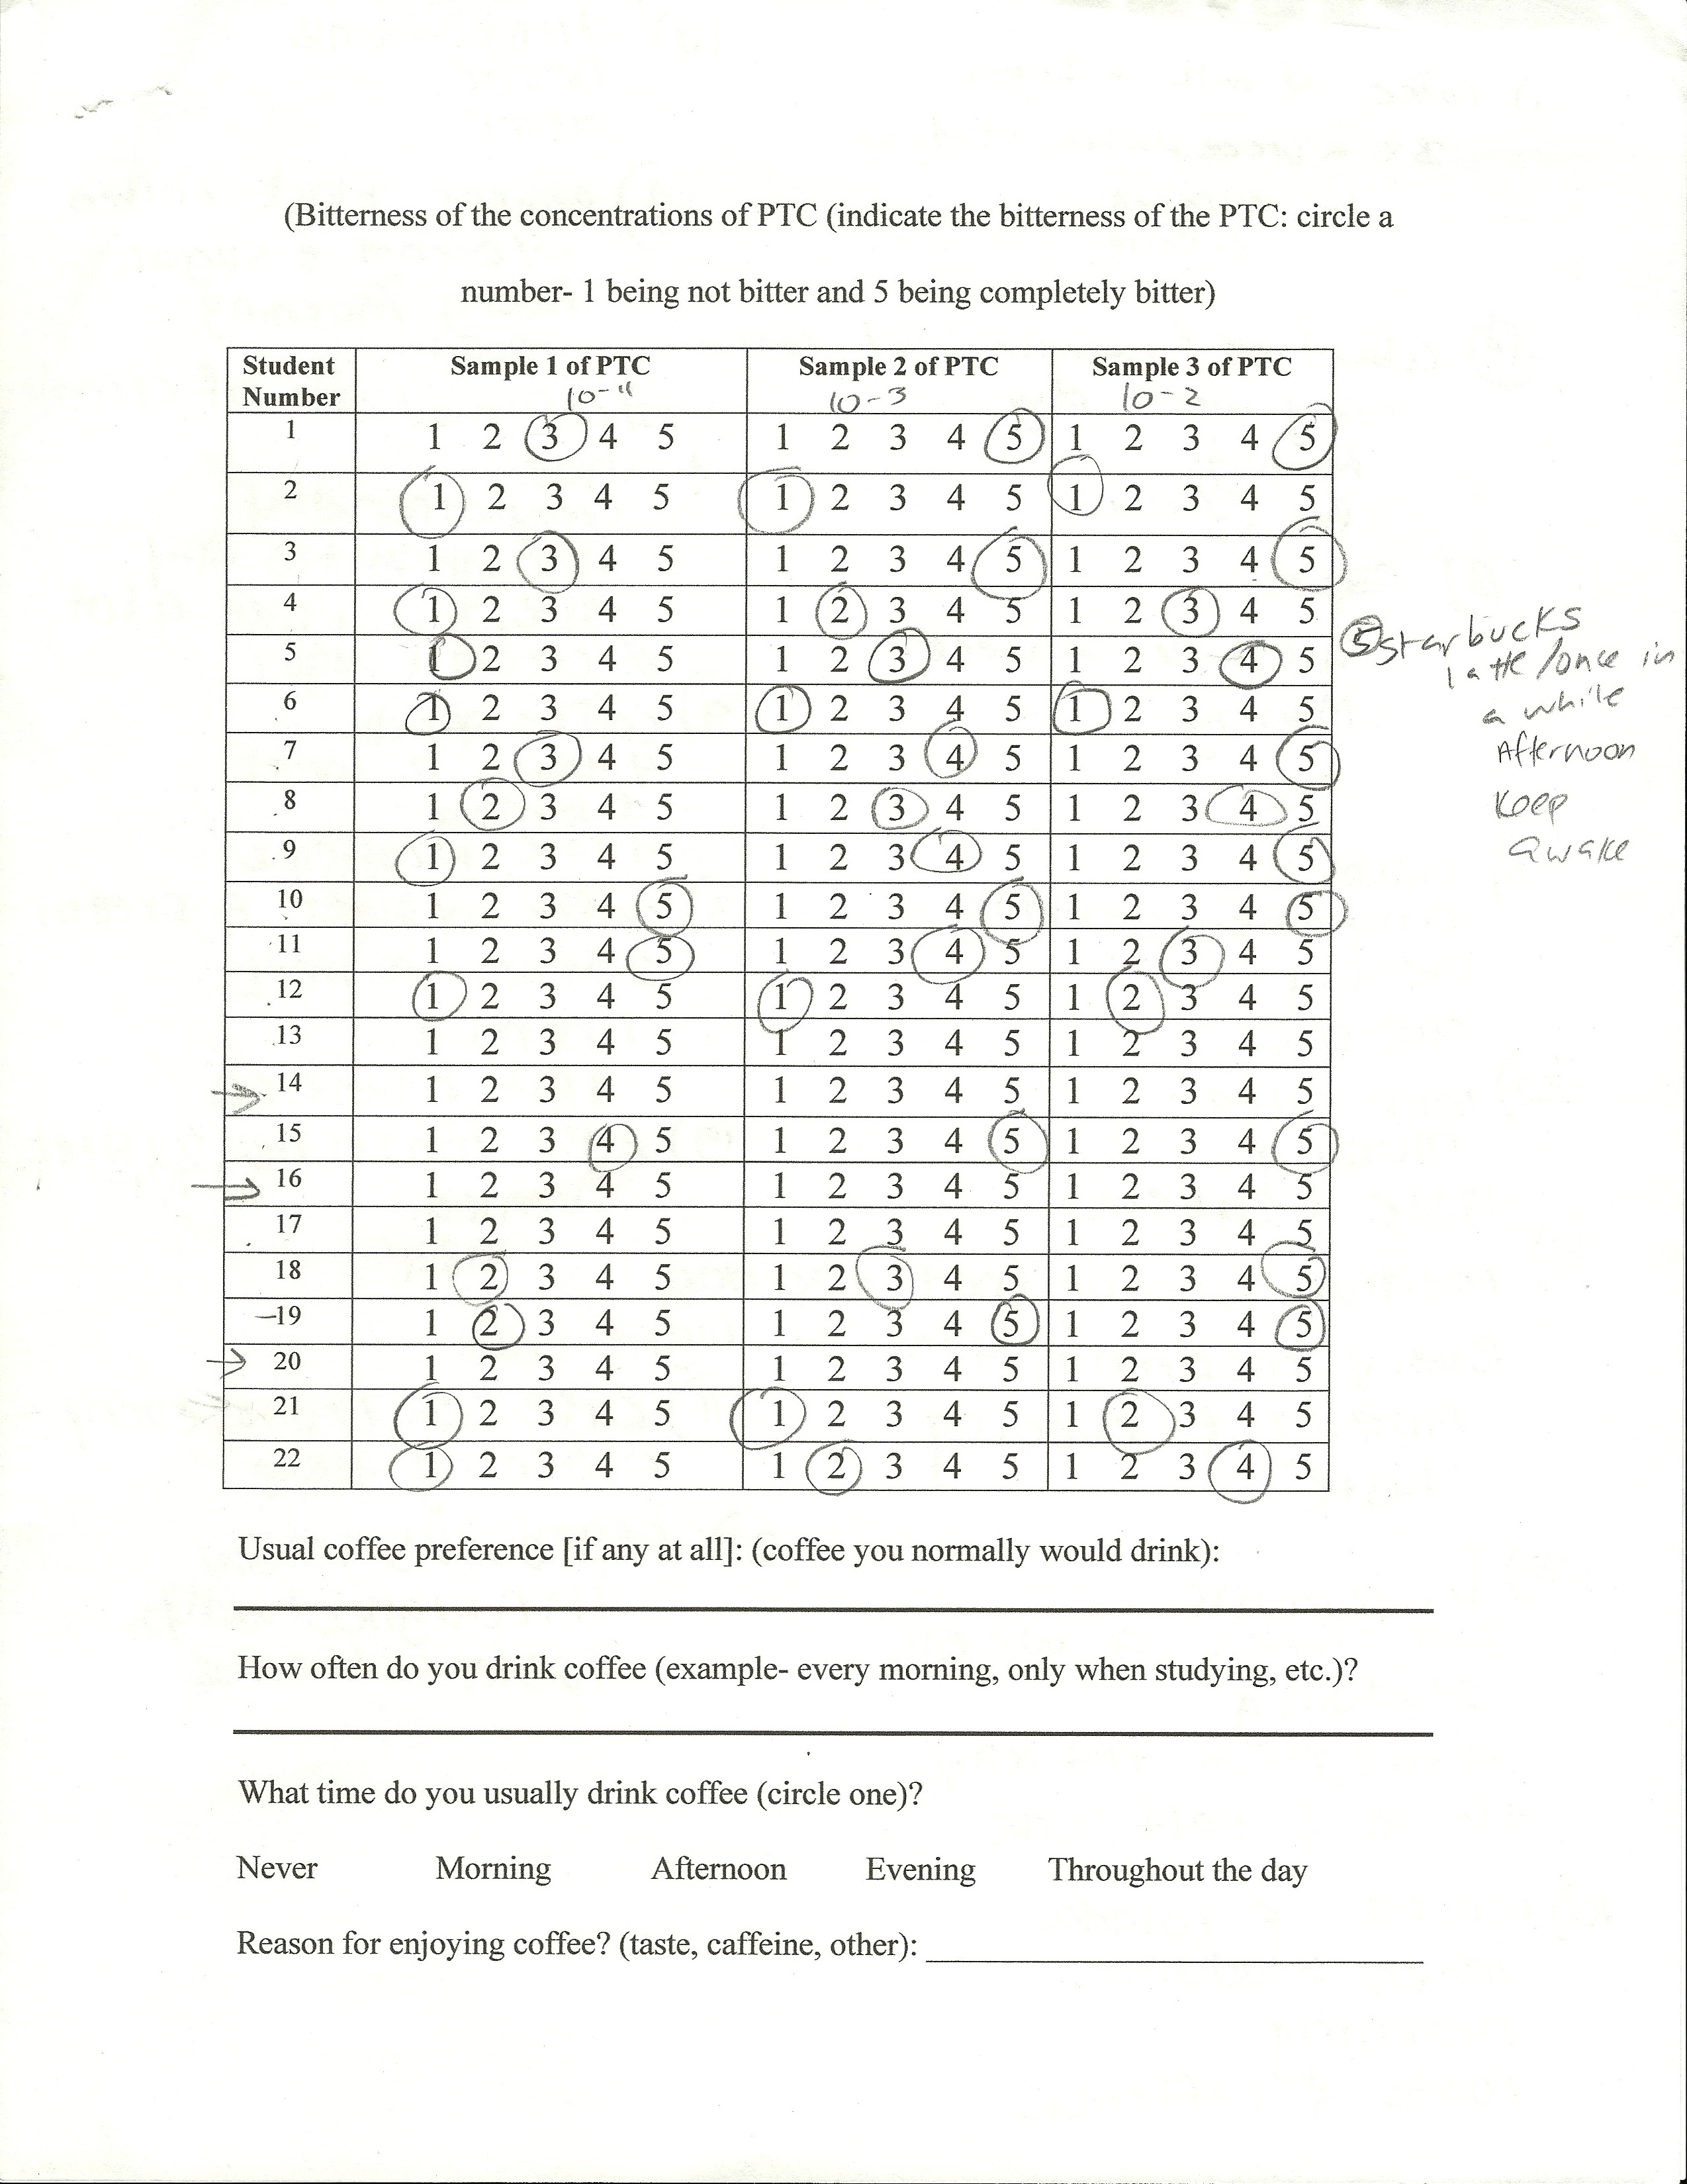 (Bitterness of the concentrations of PTC (indicate the bitterness of the PTC: circle a
number- 1 being not bitter and 5 being completely bitter)
Student Number Sample 1 of PTC 10-4 Sample 2 of PTC 10-3 Sample 3 of PTC 10-2
1 1 2 3 4 5 1 2 3 4 5 1 2 3 4 5
2 1 2 3 4 5 1 2 3 4 5 1 2 3 4 5
3 1 2 3 4 5 1 2 3 4 5 1 2 3 4 5
4 1 2 3 4 5 1 2 3 4 5 1 2 3 4 5
5 1 2 3 4 5 1 2 3 4 5 1 2 3 4 5
6 1 2 3 4 5 1 2 3 4 5 1 2 3 4 5
7 1 2 3 4 5 1 2 3 4 5 1 2 3 4 5
8 1 2 3 4 5 1 2 3 4 5 1 2 3 4 5
9 1 2 3 4 5 1 2 3 4 5 1 2 3 4 5
10 1 2 3 4 5 1 2 3 4 5 1 2 3 4 5
11 1 2 3 4 5 1 2 3 4 5 1 2 3 4 5
12 1 2 3 4 5 1 2 3 4 5 1 2 3 4 5
13 1 2 3 4 5 1 2 3 4 5 1 2 3 4 5
14 1 2 3 4 5 1 2 3 4 5 1 2 3 4 5
15 1 2 3 4 5 1 2 3 4 5 1 2 3 4 5
16 1 2 3 4 5 1 2 3 4 5 1 2 3 4 5
17 1 2 3 4 5 1 2 3 4 5 1 2 3 4 5
18 1 2 3 4 5 1 2 3 4 5 1 2 3 4 5
19 1 2 3 4 5 1 2 3 4 5 1 2 3 4 5
20 1 2 3 4 5 1 2 3 4 5 1 2 3 4 5
21 1 2 3 4 5 1 2 3 4 5 1 2 3 4 5
22 1 2 3 4 5 1 2 3 4 5 1 2 3 4 5
5 Starbucks
latte/once in
a while
Afternoon
Keep
Awake
Usual coffee preference [if any at all]: (coffee you normally would drink):
How often do you drink coffee (example- every morning, only when studying, etc.)?
What time do you usually drink coffee (circle one)?
Never Morning Afternoon Evening Throughout the day
Reason for enjoying coffee? (taste, caffeine, other):